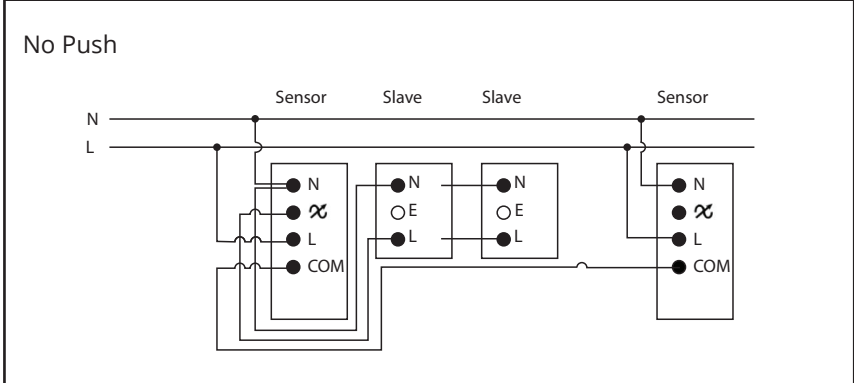 No Push
Sensor Slave Slave Sensor
N
L
N N N N
E E
L L L L
COM COM